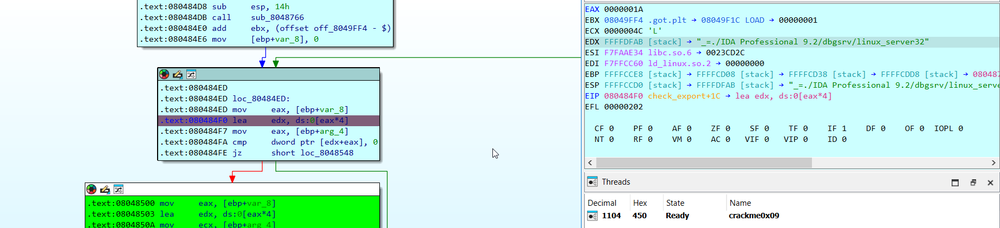 .text:080484D8 sub     esp, 14h
.text:080484DB call    sub_8048766
.text:080484E0 add     ebx, (offset off_8049FF4 - $)
.text:080484E6 mov     [ebp+var_8], 0
.text:080484ED
.text:080484ED loc_80484ED:
.text:080484ED mov     eax, [ebp+var_8]
.text:080484F0 lea     edx, ds:0[eax*4]
.text:080484F7 mov     eax, [ebp+arg_4]
.text:080484FA cmp     dword ptr [edx+eax], 0
.text:080484FE jz      short loc_8048548
.text:08048500 mov     eax, [ebp+var_8]
.text:08048503 lea     edx, ds:0[eax*4]
.text:0804850A mov     ecx, [ebp+arg_4]
EAX 0000001A
EBX 08049FF4 .got.plt → 08049F1C LOAD → 00000001
ECX 0000004C 'L'
EDX FFFFDFAB [stack] → "_=./IDA Professional 9.2/dbgsrv/linux_server32"
ESI F7FAAE34 libc.so.6 → 0023CD2C
EDI F7FFCC60 ld_linux.so.2 → 00000000
EBP FFFFCCE8 [stack] → FFFFCD08 [stack] → FFFFCD38 [stack] → FFFFCDD8 [stack] → 080487
ESP FFFFCCD0 [stack] → FFFFDFAB [stack] → "_=./IDA Professional 9.2/dbgsrv/linux_serve
EIP 080484F0 check_export+1C → lea edx, ds:0[eax*4]
EFL 00000202
CF 0 PF 0 AF 0 ZF 0 SF 0 TF 0 IF 1 DF 0 OF 0 IOPL 0
NT 0 RF 0 VM 0 AC 0 VIF 0 VIP 0 ID 0
Threads
Decimal Hex State Name
1104 450 Ready crackme0x09